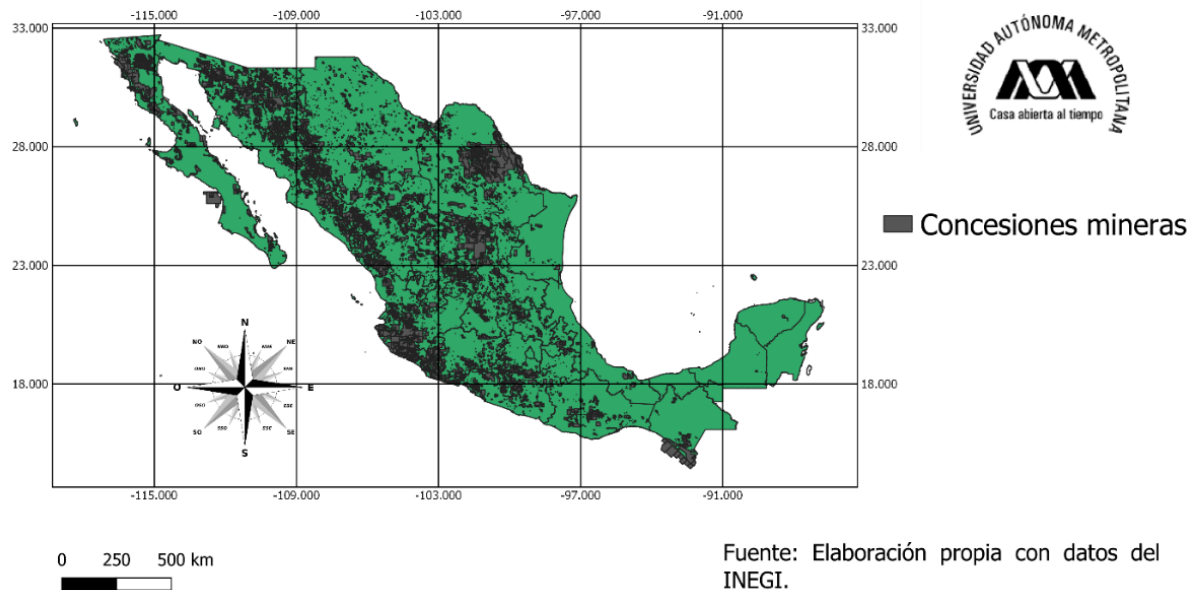 -115.000 -109.000 -103.000 -97.000 -91.000
33.000 33.000
UNIVERSIDAD AUTÓNOMA METROPOLITANA
Casa abierta al tiempo
28.000 28.000
Concesiones mineras
23.000 23.000
N
NO NE
18.000 18.000
O E
SO SE
S
-115.000 -109.000 -103.000 -97.000 -91.000
0 250 500 km
Fuente: Elaboración propia con datos del
INEGI.